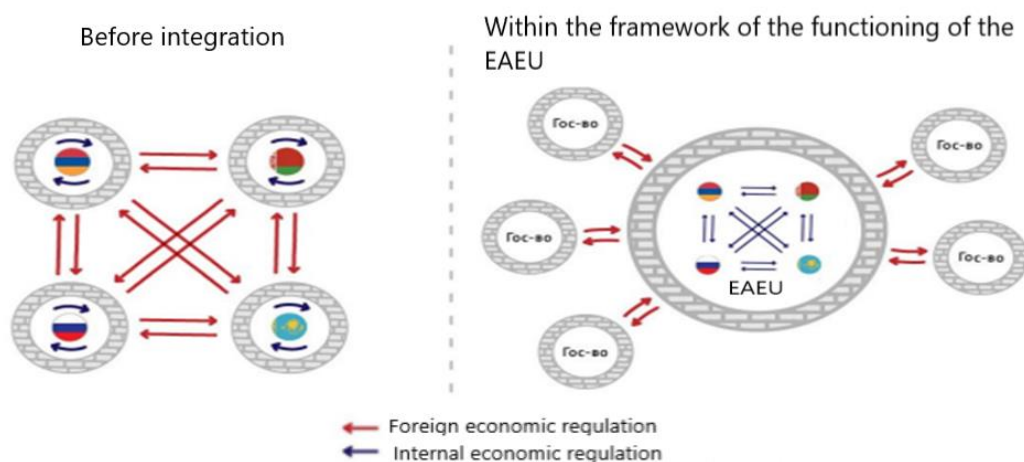 Before integration
Within the framework of the functioning of the
EAEU
Гос-во
Гос-во
Гос-во
Гос-во
EAEU
Гос-во
Foreign economic regulation
Internal economic regulation